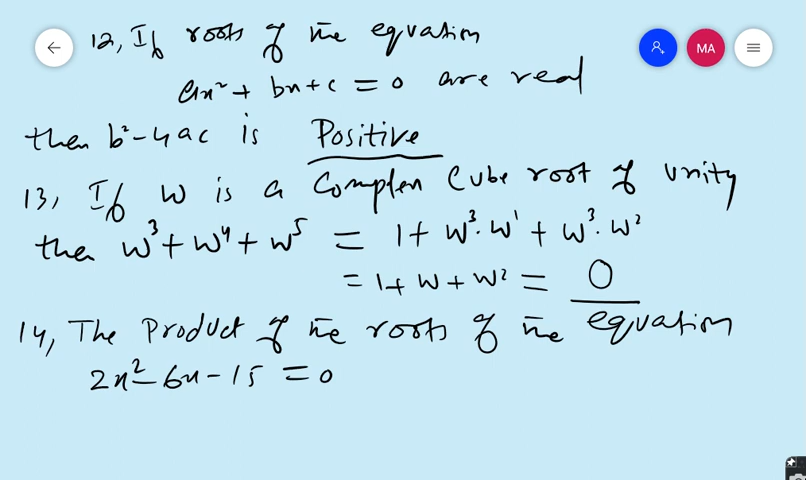 12, If roots of the equation
ax² + bx + c = 0 are real
then b² - 4ac is Positive
13, If w is a Complex Cube root of unity
then w³ + w⁴ + w⁵ = 1 + w³. w¹ + w³. w²
= 1 + w + w² = 0
14, The Product of the roots of the equation
2x² - 6x - 15 = 0
MA